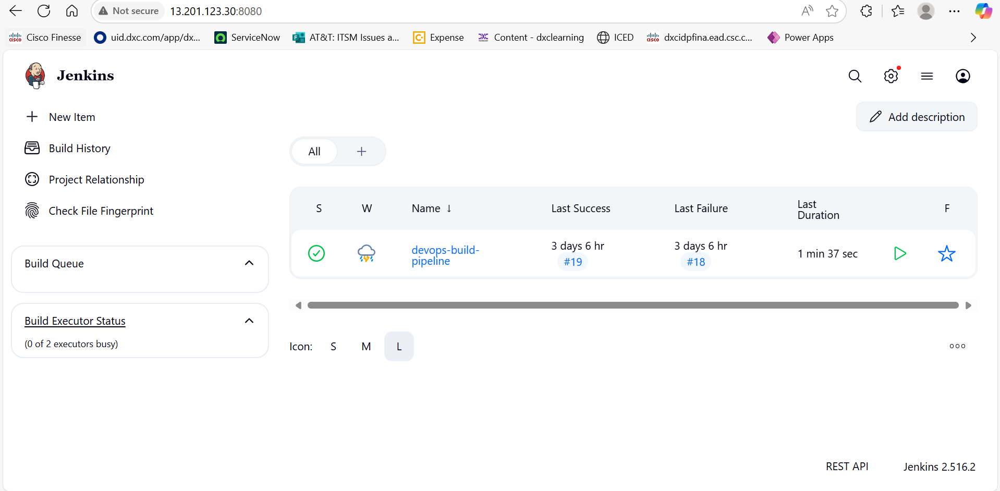 Not secure
13.201.123.30:8080
Cisco Finesse
uid.dxc.com/app/dx...
ServiceNow
AT&T: ITSM Issues a...
Expense
Content - dxclearning
ICED
dxcidpfina.ead.csc.c...
Power Apps
Jenkins
New Item
Build History
Project Relationship
Check File Fingerprint
Build Queue
Build Executor Status
(0 of 2 executors busy)
Add description
All
S W Name ↓ Last Success Last Failure Last
Duration F
devops-build-
pipeline
3 days 6 hr
#19
3 days 6 hr
#18
1 min 37 sec
Icon: S M L
REST API
Jenkins 2.516.2